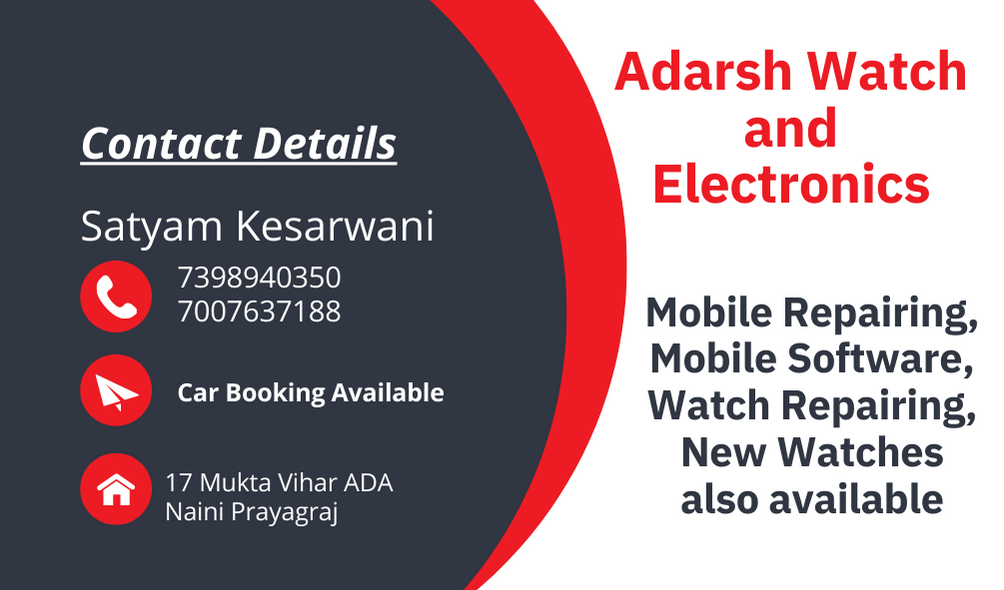 Contact Details
Satyam Kesarwani
7398940350
7007637188
Car Booking Available
17 Mukta Vihar ADA
Naini Prayagraj
Adarsh Watch
and
Electronics
Mobile Repairing,
Mobile Software,
Watch Repairing,
New Watches
also available